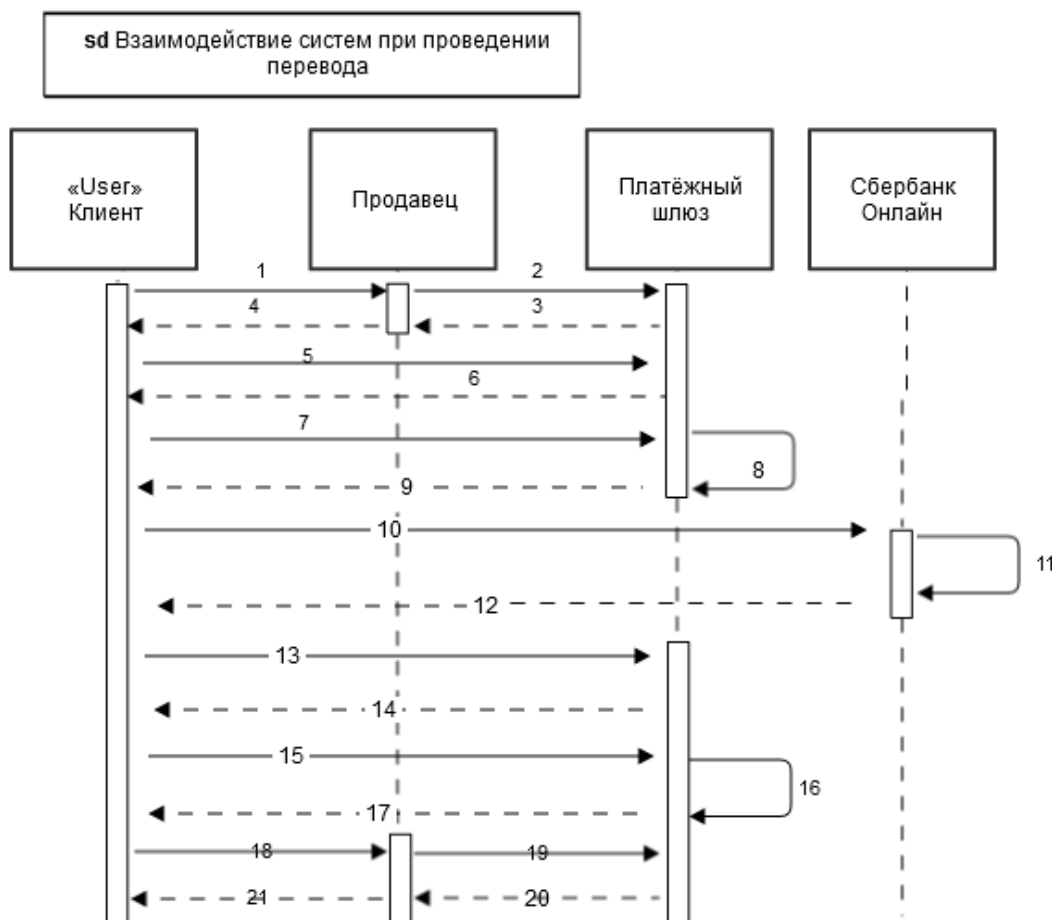 sd Взаимодействие систем при проведении
перевода
«User»
Клиент
Продавец
Платёжный
шлюз
Сбербанк
Онлайн
1
2
4
3
5
6
7
8
9
10
11
12
13
14
15
16
17
18
19
21
20